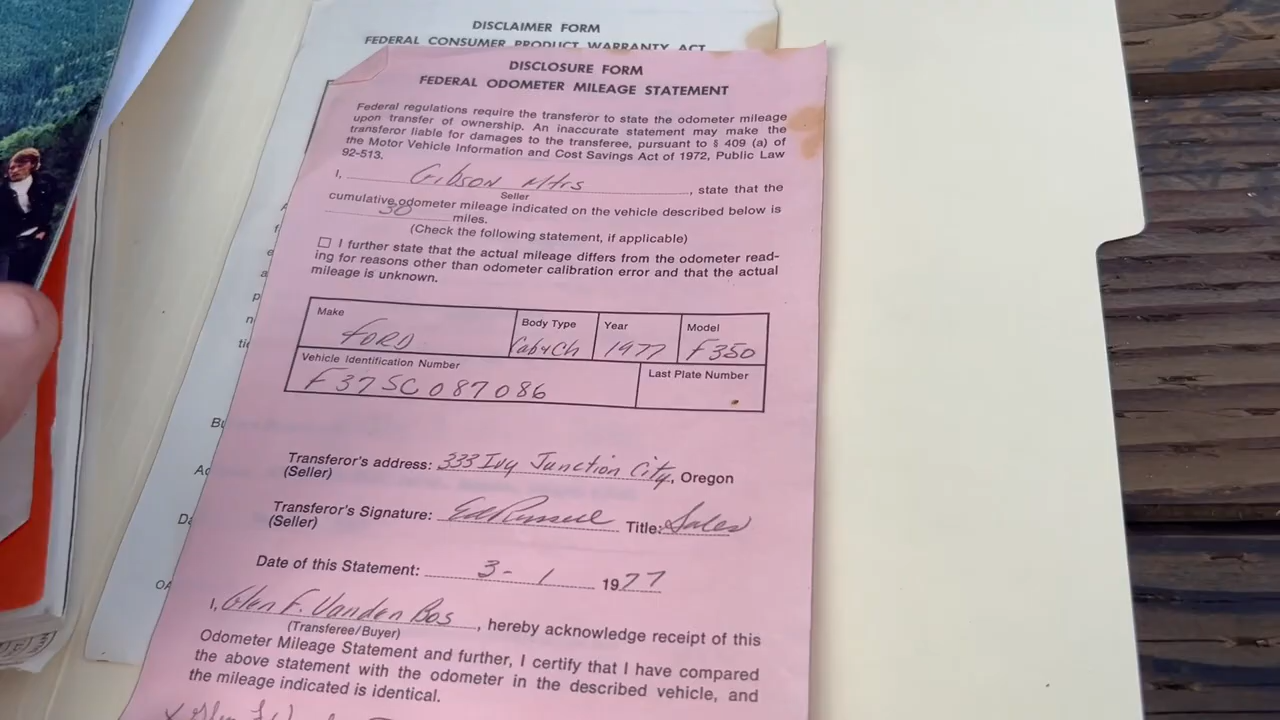 DISCLAIMER FORM
FEDERAL CONSUMER PRODUCT WARRANTY ACT
DISCLOSURE FORM
FEDERAL ODOMETER MILEAGE STATEMENT
Federal regulations require the transferor to state the odometer mileage
upon transfer of ownership. An inaccurate statement may make the
transferor liable for damages to the transferee, pursuant to § 409 (a) of
the Motor Vehicle Information and Cost Savings Act of 1972, Public Law
92-513.
I, Gibson Mtrs, state that the
Seller
cumulative odometer mileage indicated on the vehicle described below is
30 miles.
(Check the following statement, if applicable)
☐ I further state that the actual mileage differs from the odometer read-
ing for reasons other than odometer calibration error and that the actual
mileage is unknown.
Make Body Type Year Model
FORD Cab&Ch 1977 F350
Vehicle Identification Number Last Plate Number
F37SC087086
Transferor's address: 333 Ivy Junction City, Oregon
(Seller)
Transferor's Signature: Ed Russell Title: Sales
(Seller)
Date of this Statement: 3-1 1977
I, Glen F. Vanden Bos, hereby acknowledge receipt of this
(Transferee/Buyer)
Odometer Mileage Statement and further, I certify that I have compared
the above statement with the odometer in the described vehicle, and
the mileage indicated is identical.